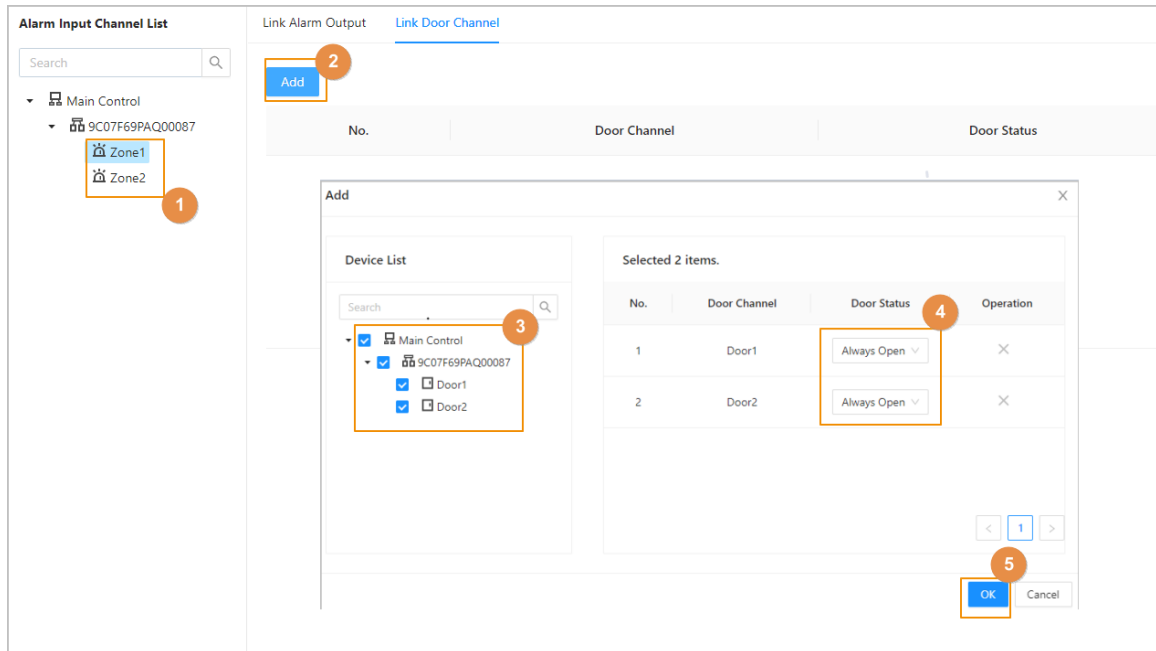 Alarm Input Channel List
Link Alarm Output Link Door Channel
Search
2
Add
Main Control
9C07F69PAQ00087
Zone1
Zone2
1
No. Door Channel Door Status
Add X
Device List
Search
3
Main Control
9C07F69PAQ00087
Door1
Door2
Selected 2 items.
No. Door Channel Door Status Operation
4
1 Door1 Always Open
2 Door2 Always Open
< 1 >
5
OK Cancel